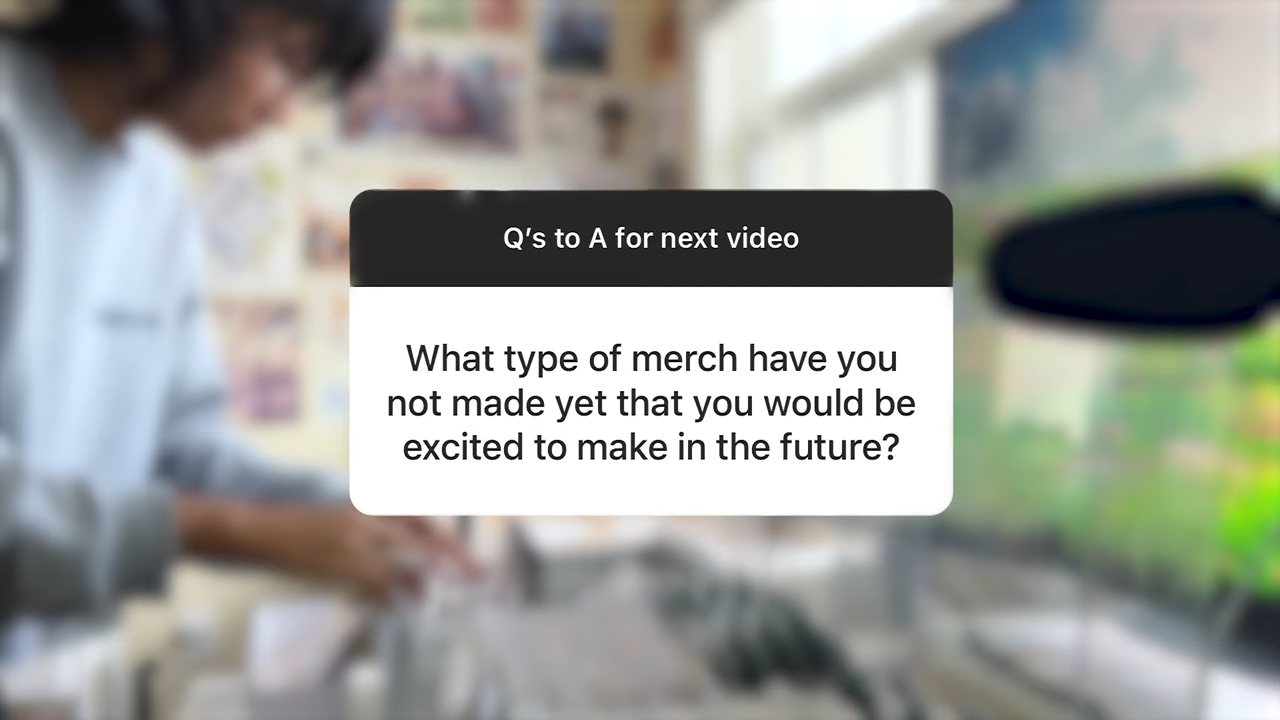 Q’s to A for next video
What type of merch have you
not made yet that you would be
excited to make in the future?